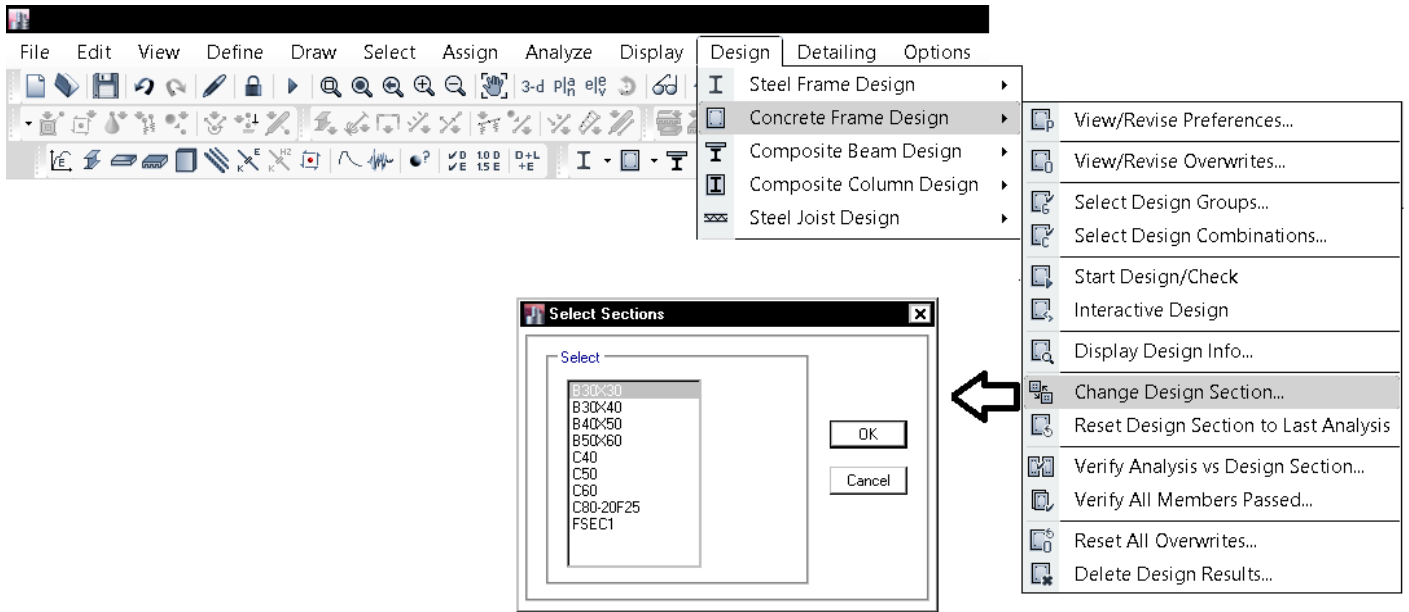 File Edit View Define Draw Select Assign Analyze Display Design Detailing Options
3-d
Steel Frame Design
Concrete Frame Design
Composite Beam Design
Composite Column Design
Steel Joist Design
View/Revise Preferences...
View/Revise Overwrites...
Select Design Groups...
Select Design Combinations...
Start Design/Check
Interactive Design
Display Design Info...
Change Design Section...
Reset Design Section to Last Analysis
Verify Analysis vs Design Section...
Verify All Members Passed...
Reset All Overwrites...
Delete Design Results...
Select Sections
Select
B30X30
B30X40
B40X50
B50X60
C40
C50
C60
C80-20F25
FSEC1
OK
Cancel